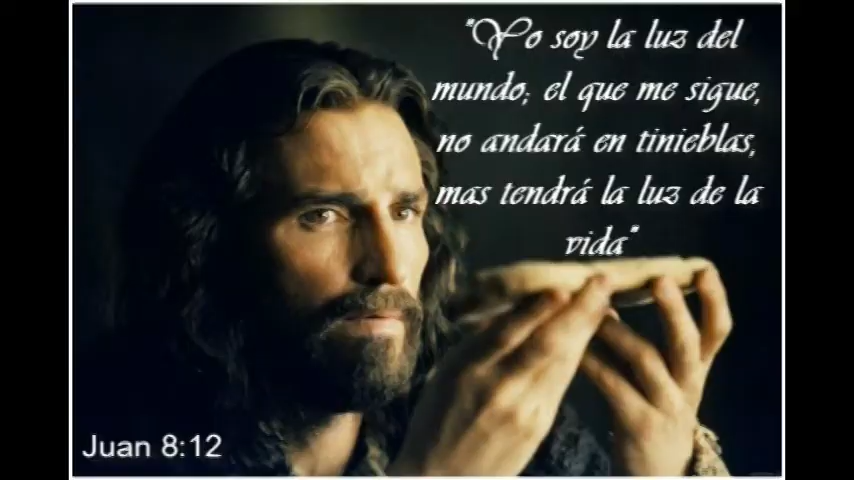 "Yo soy la luz del
mundo; el que me sigue,
no andará en tinieblas,
mas tendrá la luz de la
vida"
Juan 8:12